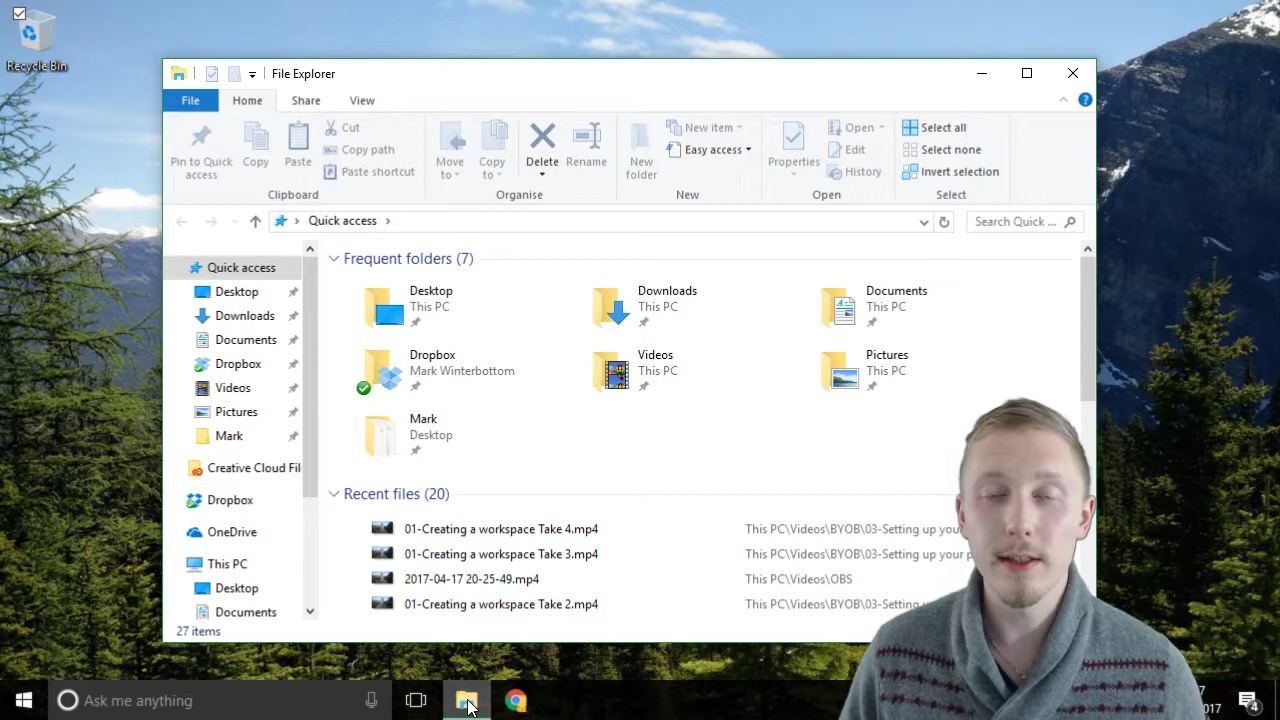 Recycle Bin
File Explorer
File Home Share View
Pin to Quick access
Copy
Paste
Cut
Copy path
Paste shortcut
Clipboard
Move to
Copy to
Delete
Rename
Organise
New folder
New item
Easy access
New
Properties
Open
Edit
History
Open
Select all
Select none
Invert selection
Select
Quick access
Search Quick ...
Quick access
Desktop
Downloads
Documents
Dropbox
Videos
Pictures
Mark
Creative Cloud Fil
Dropbox
OneDrive
This PC
Desktop
Documents
Frequent folders (7)
Desktop
This PC
Downloads
This PC
Documents
This PC
Dropbox
Mark Winterbottom
Videos
This PC
Pictures
This PC
Mark
Desktop
Recent files (20)
01-Creating a workspace Take 4.mp4 This PC\Videos\BYOB\03-Setting up you
01-Creating a workspace Take 3.mp4 This PC\Videos\BYOB\03-Setting up your p
2017-04-17 20-25-49.mp4 This PC\Videos\OBS
01-Creating a workspace Take 2.mp4 This PC\Videos\BYOB\03-Setting
27 items
Ask me anything
7
017
4